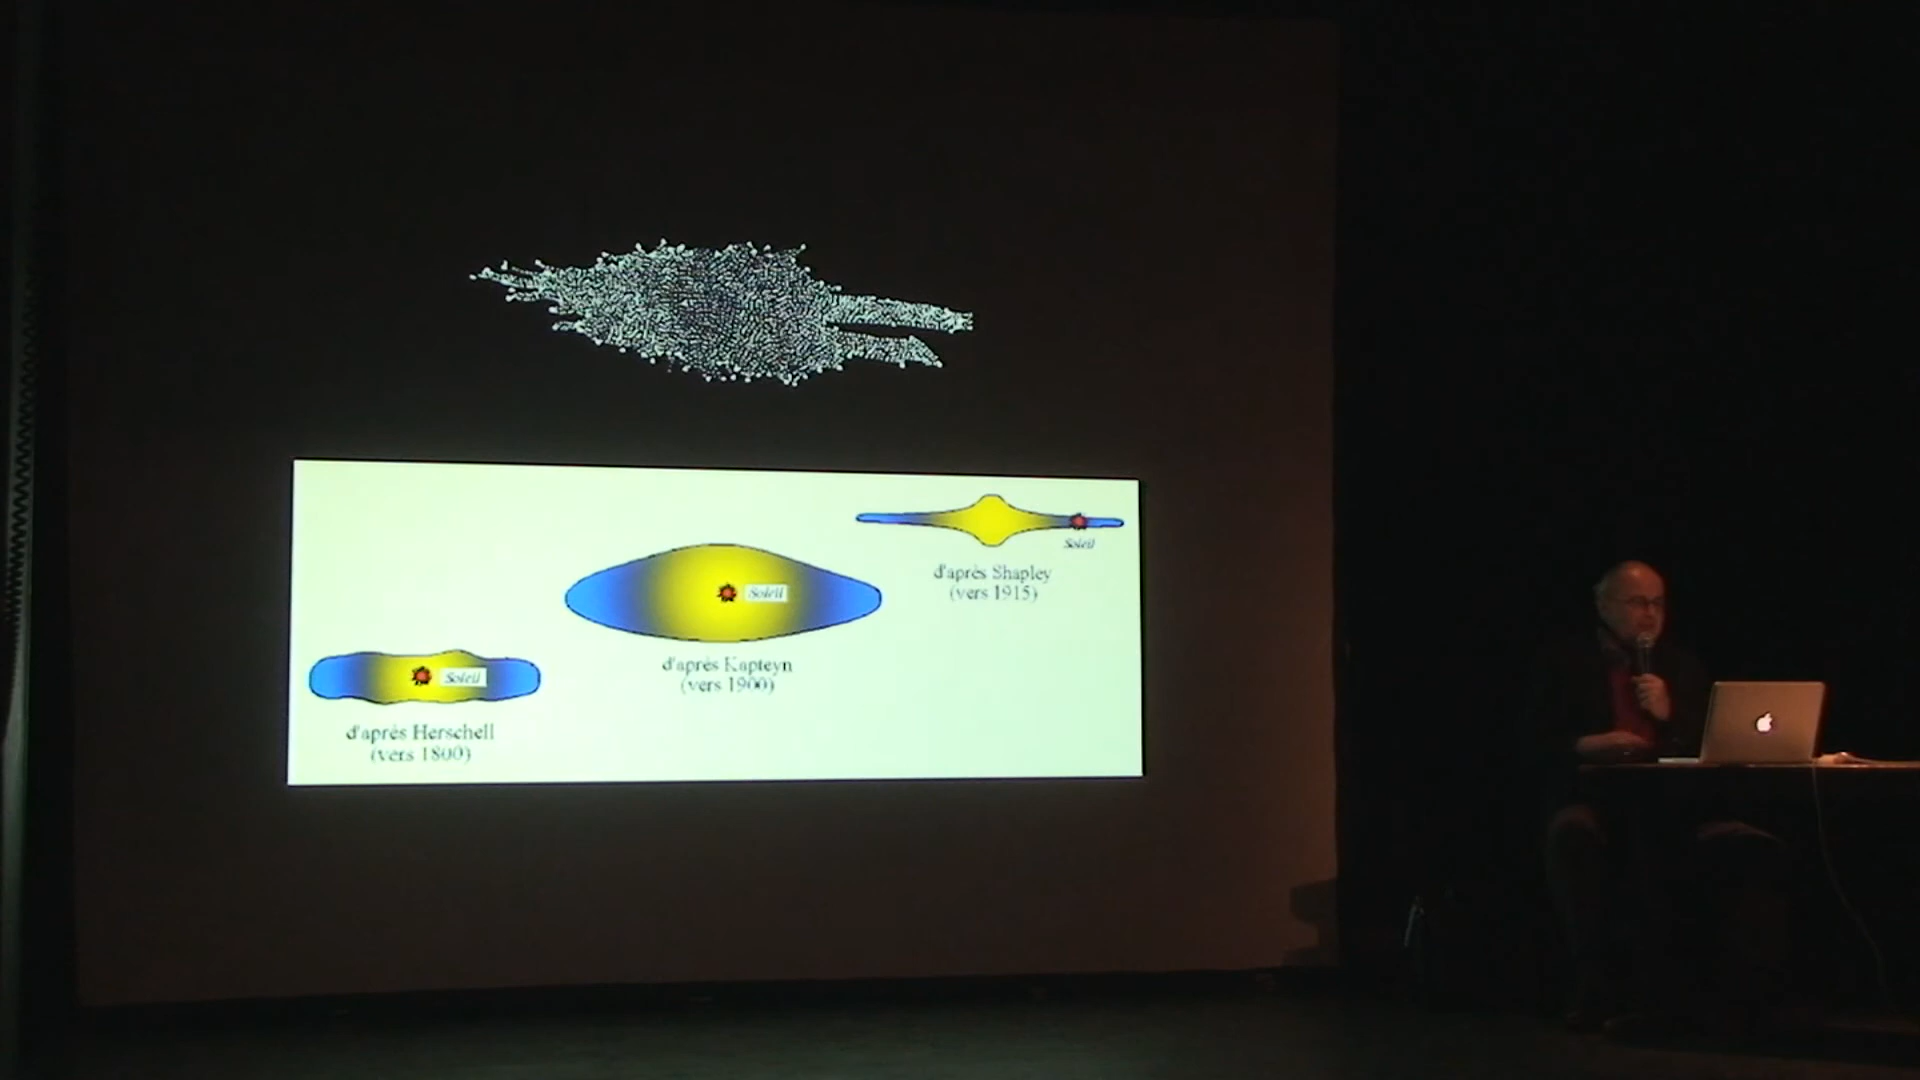 Soleil
d'après Shapley
(vers 1915)
Soleil
d'après Kapteyn
(vers 1900)
Soleil
d'après Herschell
(vers 1800)